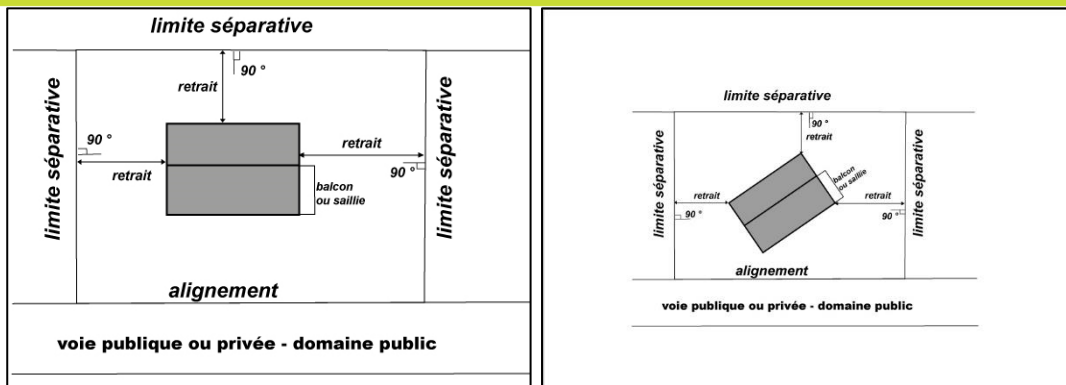 limite séparative
90 °
retrait
limite séparative
90 °
retrait
retrait
90 °
balcon
ou saillie
limite séparative
alignement
voie publique ou privée - domaine public
limite séparative
90 °
retrait
limite séparative
balcon
ou saillie
retrait
retrait
90 °
90 °
limite séparative
alignement
voie publique ou privée - domaine public